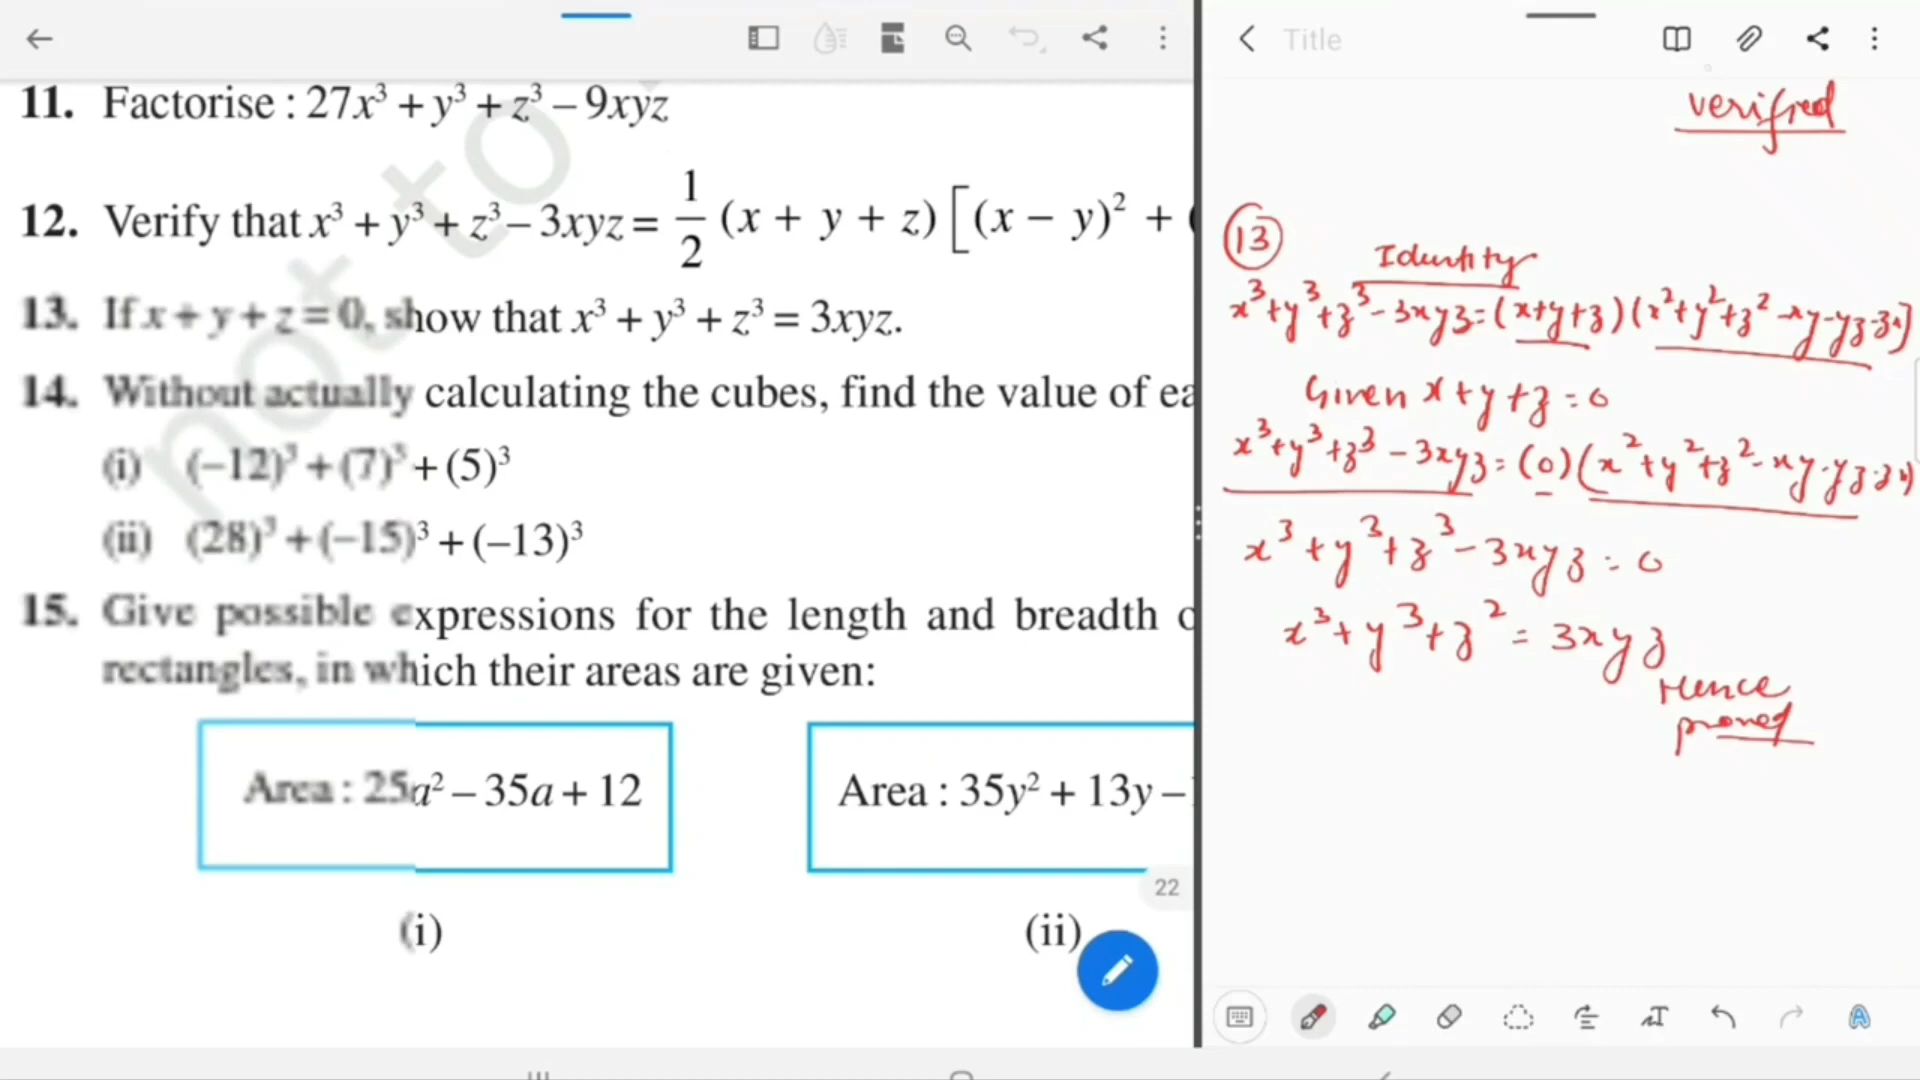 11. Factorise : 27x³ + y³ + z³ – 9xyz
12. Verify that x³ + y³ + z³ – 3xyz = 1/2 (x + y + z) [(x – y)² +
13. If x + y + z = 0, show that x³ + y³ + z³ = 3xyz.
14. Without actually calculating the cubes, find the value of ea
(i) (–12)³ + (7)³ + (5)³
(ii) (28)³ + (–15)³ + (–13)³
15. Give possible expressions for the length and breadth o
rectangles, in which their areas are given:
Area : 25a² – 35a + 12
Area : 35y² + 13y –
(i)
(ii)
22
not to
Title
verified
13
Identity
x³+y³+z³-3xyz=(x+y+z)(x²+y²+z²-xy-yz-zx)
Given x+y+z=0
x³+y³+z³-3xyz=(0)(x²+y²+z²-xy-yz-zx)
x³+y³+z³-3xyz=0
x³+y³+z²=3xyz
Hence
proved